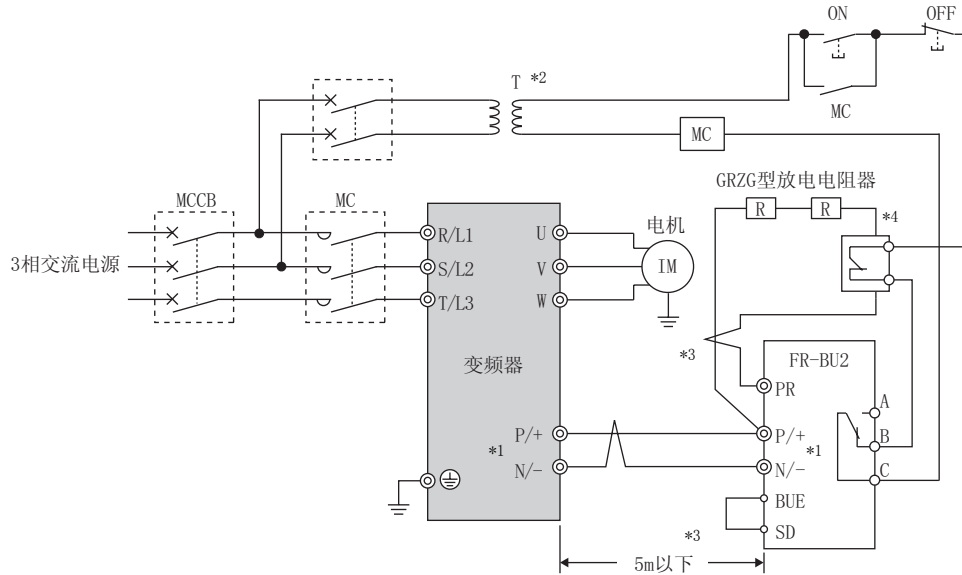 ON
OFF
T *2
MC
MC
GRZG型放电电阻器
R
R
*4
MCCB
MC
3相交流电源
R/L1
S/L2
T/L3
U
V
W
电机
IM
变频器
*3
FR-BU2
PR
A
B
C
P/+
N/-
*1
P/+
N/-
*1
BUE
SD
*3
5m以下